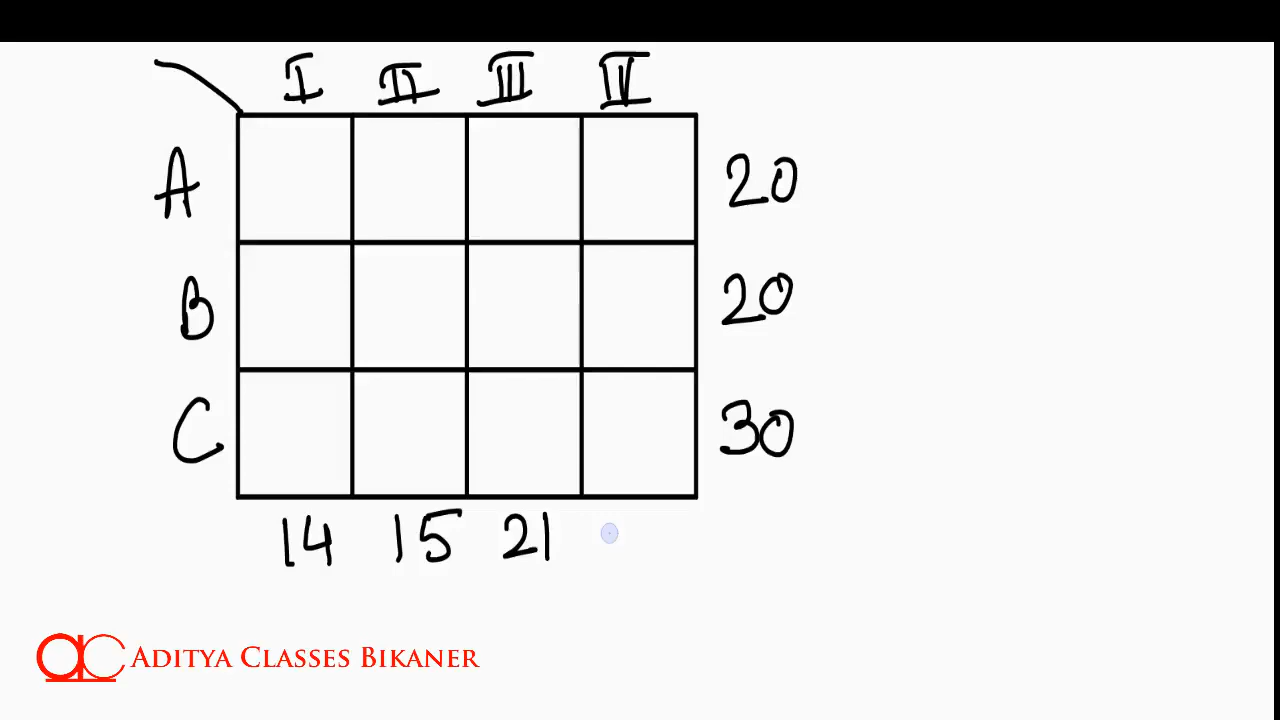 I II III IV
A 20
B 20
C 30
14 15 21
ADITYA CLASSES BIKANER